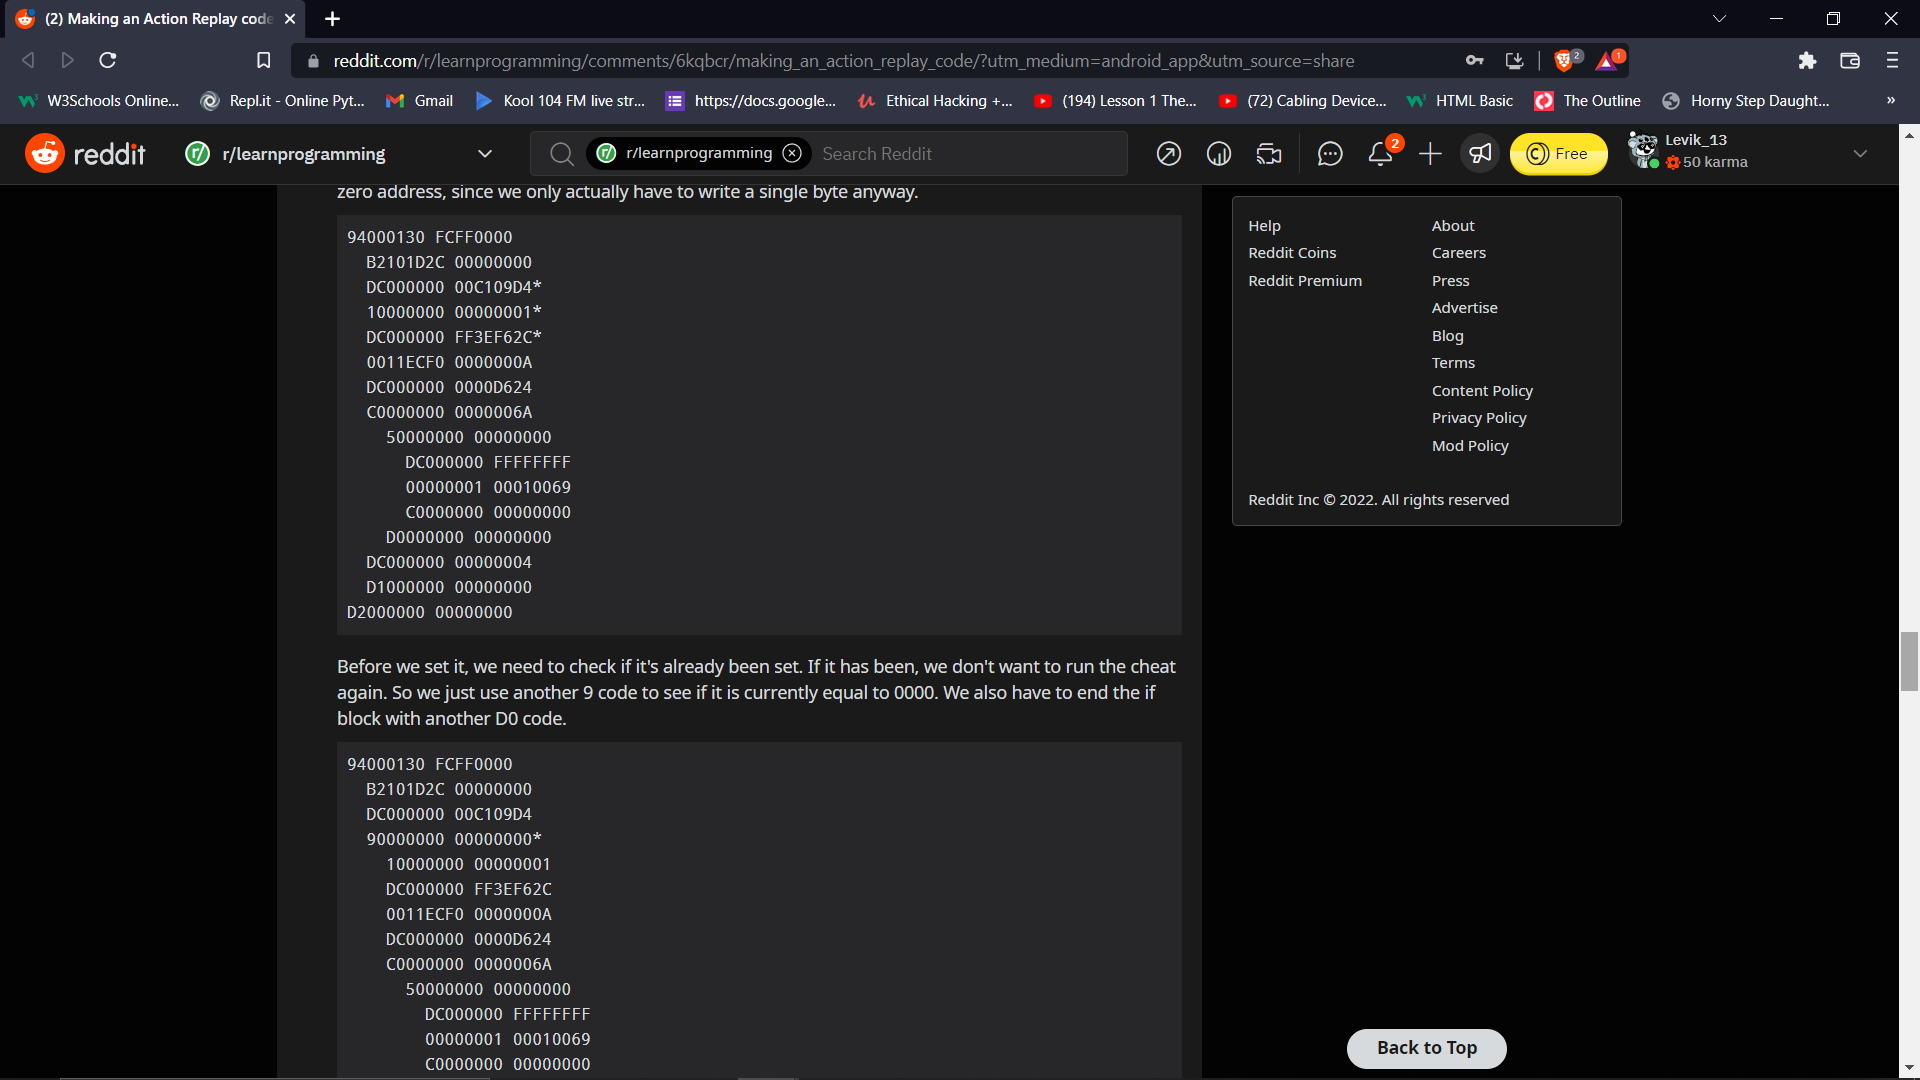 (2) Making an Action Replay code
reddit.com/r/learnprogramming/comments/6kqbcr/making_an_action_replay_code/?utm_medium=android_app&utm_source=share
2
1
W3Schools Online...
Repl.it - Online Pyt...
Gmail
Kool 104 FM live str...
https://docs.google...
Ethical Hacking +...
(194) Lesson 1 The...
(72) Cabling Device...
HTML Basic
The Outline
Horny Step Daught...
»
reddit
r/ r/learnprogramming
r/ r/learnprogramming
Search Reddit
2
Free
Levik_13
50 karma
zero address, since we only actually have to write a single byte anyway.
94000130 FCFF0000
B2101D2C 00000000
DC000000 00C109D4*
10000000 00000001*
DC000000 FF3EF62C*
0011ECF0 0000000A
DC000000 0000D624
C0000000 0000006A
50000000 00000000
DC000000 FFFFFFFF
00000001 00010069
C0000000 00000000
D0000000 00000000
DC000000 00000004
D1000000 00000000
D2000000 00000000
Before we set it, we need to check if it's already been set. If it has been, we don't want to run the cheat
again. So we just use another 9 code to see if it is currently equal to 0000. We also have to end the if
block with another D0 code.
94000130 FCFF0000
B2101D2C 00000000
DC000000 00C109D4
90000000 00000000*
10000000 00000001
DC000000 FF3EF62C
0011ECF0 0000000A
DC000000 0000D624
C0000000 0000006A
50000000 00000000
DC000000 FFFFFFFF
00000001 00010069
C0000000 00000000
Help
Reddit Coins
Reddit Premium
About
Careers
Press
Advertise
Blog
Terms
Content Policy
Privacy Policy
Mod Policy
Reddit Inc © 2022. All rights reserved
Back to Top